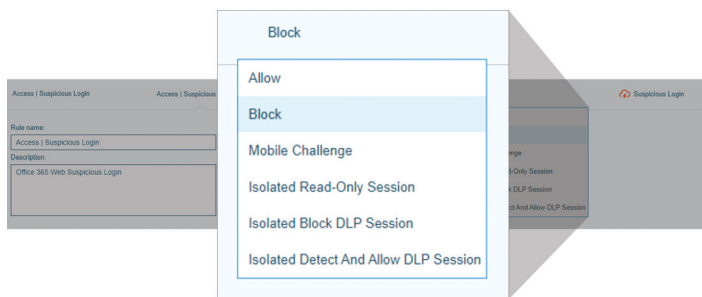 Block
Allow
Block
Mobile Challenge
Isolated Read-Only Session
Isolated Block DLP Session
Isolated Detect And Allow DLP Session
Access | Suspicious Login
Access | Suspicious
Rule name:
Access | Suspicious Login
Description:
Office 365 Web Suspicious Login
Suspicious Login
enge
d-Only Session
k DLP Session
ct And Allow DLP Session